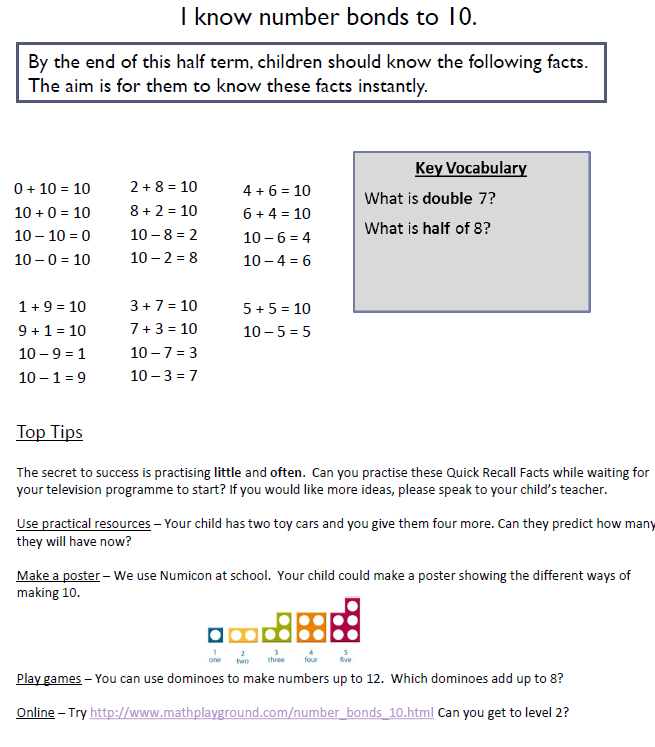 I know number bonds to 10.
By the end of this half term, children should know the following facts.
The aim is for them to know these facts instantly.
0 + 10 = 10
10 + 0 = 10
10 – 10 = 0
10 – 0 = 10
2 + 8 = 10
8 + 2 = 10
10 – 8 = 2
10 – 2 = 8
4 + 6 = 10
6 + 4 = 10
10 – 6 = 4
10 – 4 = 6
Key Vocabulary
What is double 7?
What is half of 8?
1 + 9 = 10
9 + 1 = 10
10 – 9 = 1
10 – 1 = 9
3 + 7 = 10
7 + 3 = 10
10 – 7 = 3
10 – 3 = 7
5 + 5 = 10
10 – 5 = 5
Top Tips
The secret to success is practising little and often.  Can you practise these Quick Recall Facts while waiting for
your television programme to start? If you would like more ideas, please speak to your child's teacher.
Use practical resources – Your child has two toy cars and you give them four more. Can they predict how many
they will have now?
Make a poster – We use Numicon at school.  Your child could make a poster showing the different ways of
making 10.
1 2 3 4 5
one two three four five
Play games – You can use dominoes to make numbers up to 12.  Which dominoes add up to 8?
Online – Try http://www.mathplayground.com/number_bonds_10.html Can you get to level 2?